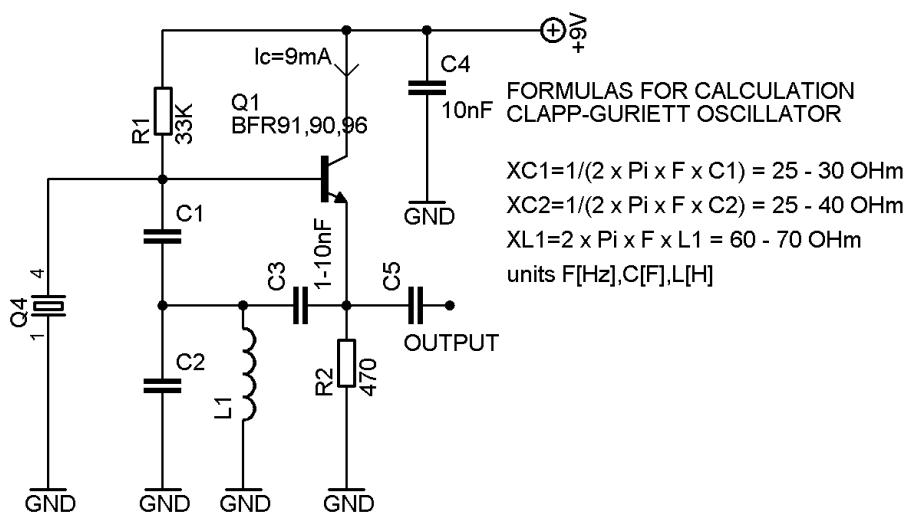 +9V
Ic=9mA
C4
10nF
Q1
BFR91,90,96
R1
33K
FORMULAS FOR CALCULATION
CLAPP-GURIETT OSCILLATOR
XC1=1/(2 x Pi x F x C1) = 25 - 30 OHm
XC2=1/(2 x Pi x F x C2) = 25 - 40 OHm
XL1=2 x Pi x F x L1 = 60 - 70 OHm
units F[Hz],C[F],L[H]
GND
C1
C3
1-10nF
C5
OUTPUT
Q4
4
1
C2
L1
R2
470
GND
GND
GND
GND